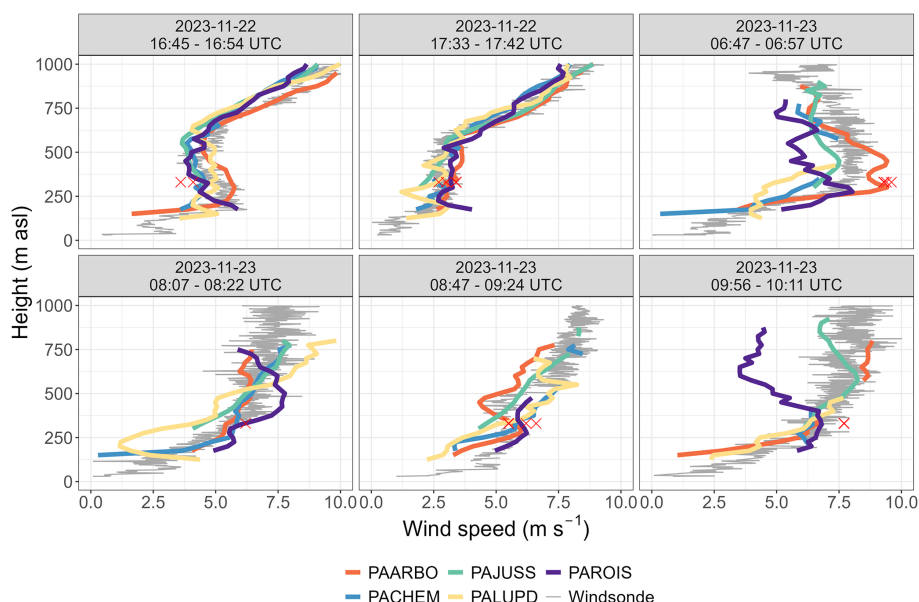 2023-11-22
16:45 - 16:54 UTC
2023-11-22
17:33 - 17:42 UTC
2023-11-23
06:47 - 06:57 UTC
1000
750
500
250
0
2023-11-23
08:07 - 08:22 UTC
2023-11-23
08:47 - 09:24 UTC
2023-11-23
09:56 - 10:11 UTC
1000
750
500
250
0
Height (m asl)
0.0 2.5 5.0 7.5 10.0 0.0 2.5 5.0 7.5 10.0 0.0 2.5 5.0 7.5 10.0
Wind speed (m s⁻¹)
PAARBO PAJUSS PAROIS
PACHEM PALUPD Windsonde